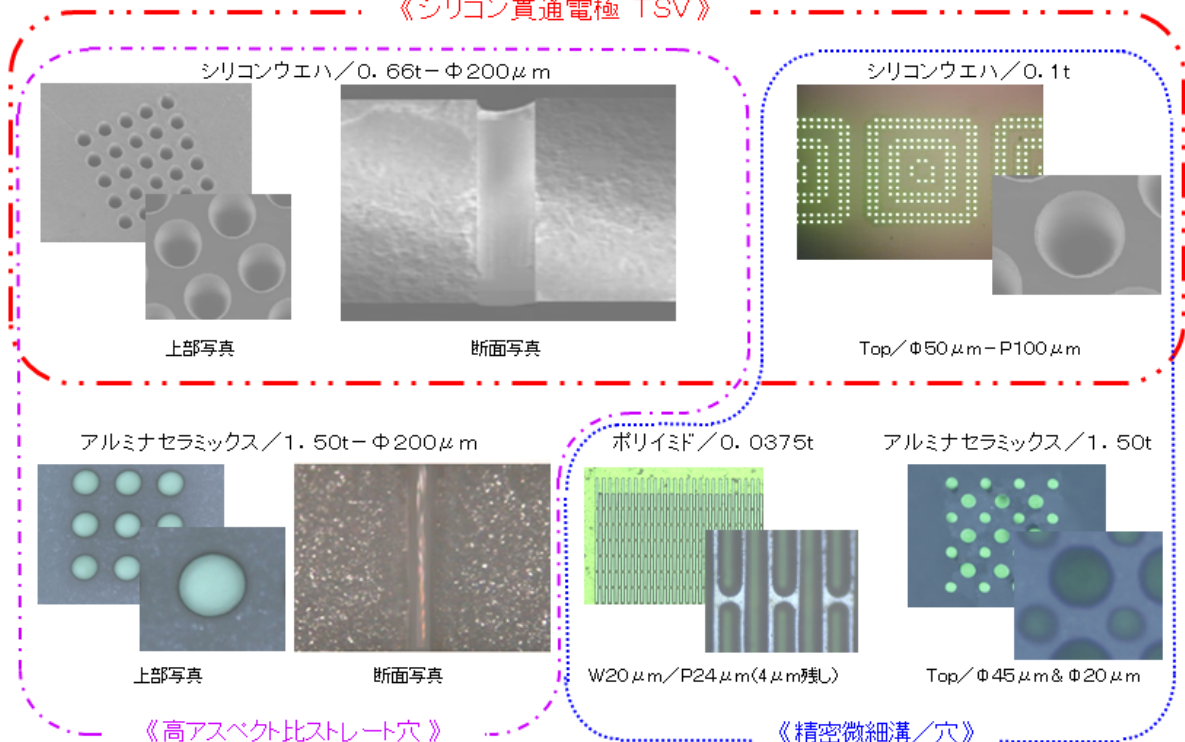 《シリコン貫通電極 TSV》
シリコンウエハ／0.66t－Φ200μm
シリコンウエハ／0.1t
上部写真
断面写真
Top／Φ50μm－P100μm
アルミナセラミックス／1.50t－Φ200μm
ポリイミド／0.0375t
アルミナセラミックス／1.50t
上部写真
断面写真
W20μm／P24μm(4μm残し)
Top／Φ45μm&Φ20μm
《高アスペクト比ストレート穴》
《精密微細溝／穴》